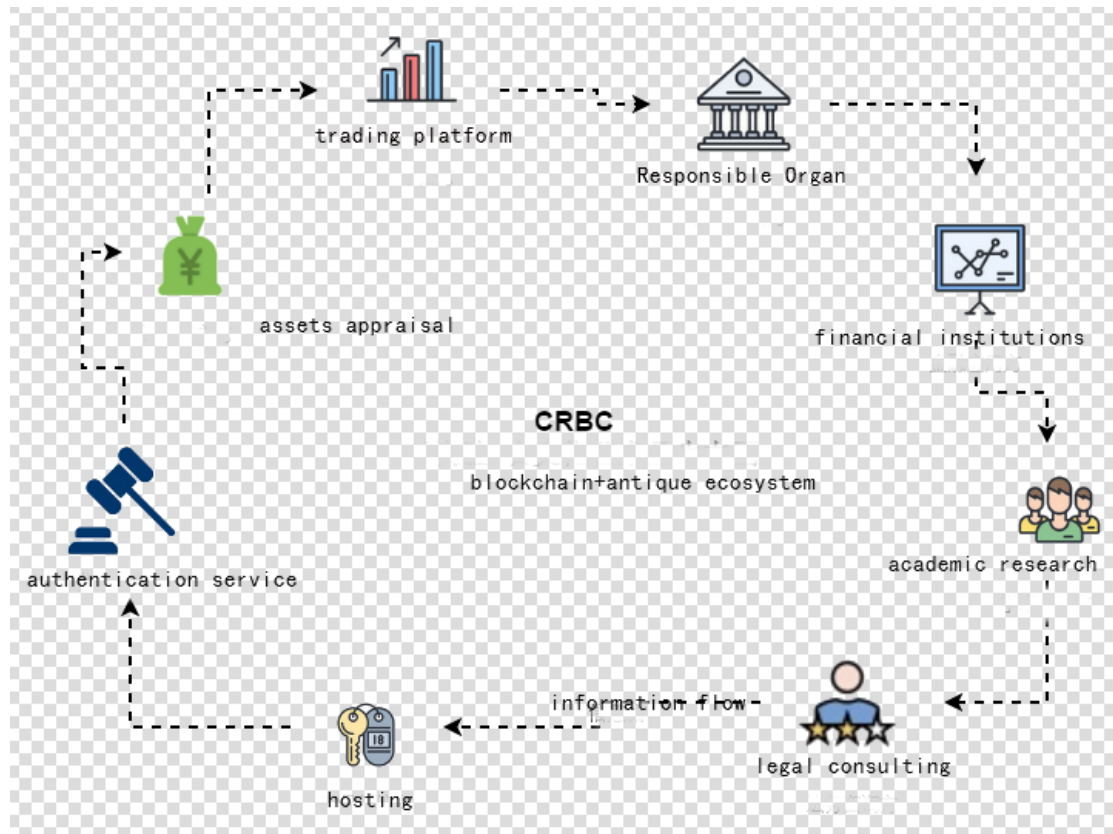 trading platform
Responsible Organ
¥
assets appraisal
financial institutions
CRBC
blockchain+antique ecosystem
authentication service
academic research
information flow
18
legal consulting
hosting